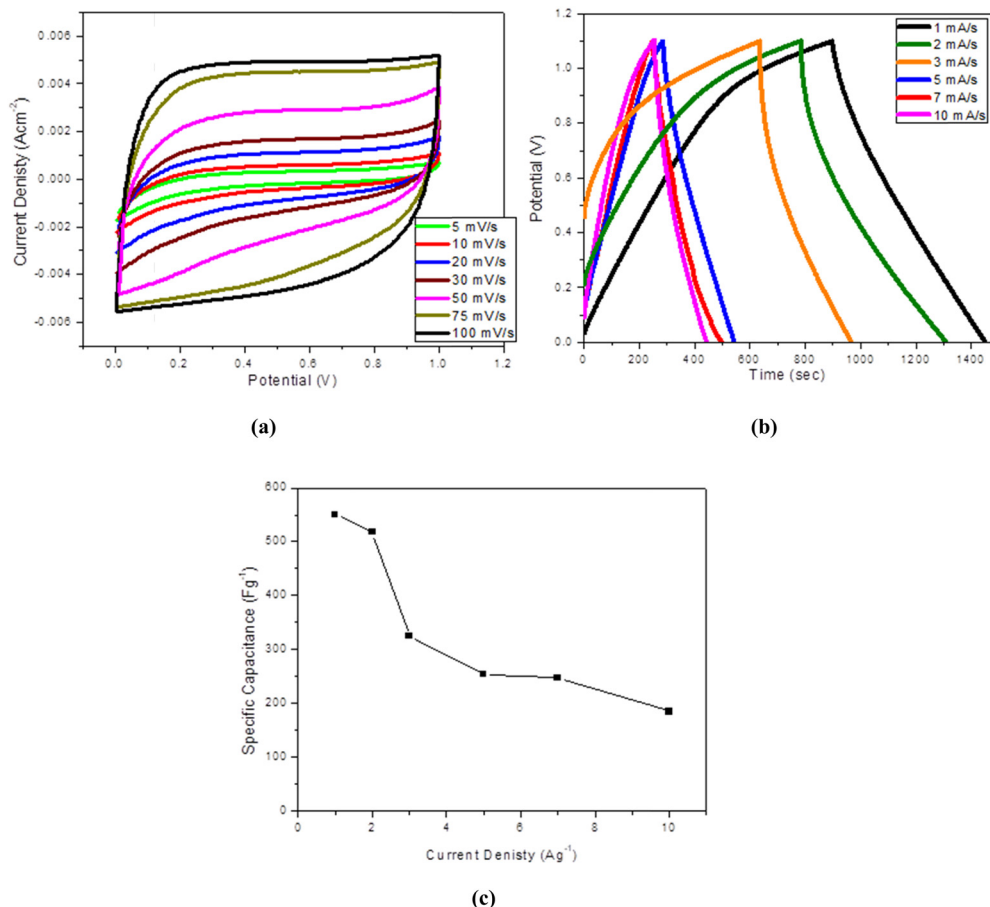 0.006
0.004
0.002
0.000
-0.002
-0.004
-0.006
Current Denisty (Acm-2)
0.0 0.2 0.4 0.6 0.8 1.0 1.2
Potential (V)
5 mV/s
10 mV/s
20 mV/s
30 mV/s
50 mV/s
75 mV/s
100 mV/s
(a)
1.2
1.0
0.8
0.6
0.4
0.2
0.0
Potential (V)
0 200 400 600 800 1000 1200 1400
Time (sec)
1 mA/s
2 mA/s
3 mA/s
5 mA/s
7 mA/s
10 mA/s
(b)
600
500
400
300
200
100
0
Specific Capacitance (Fg-1)
0 2 4 6 8 10
Current Denisty (Ag-1)
(c)